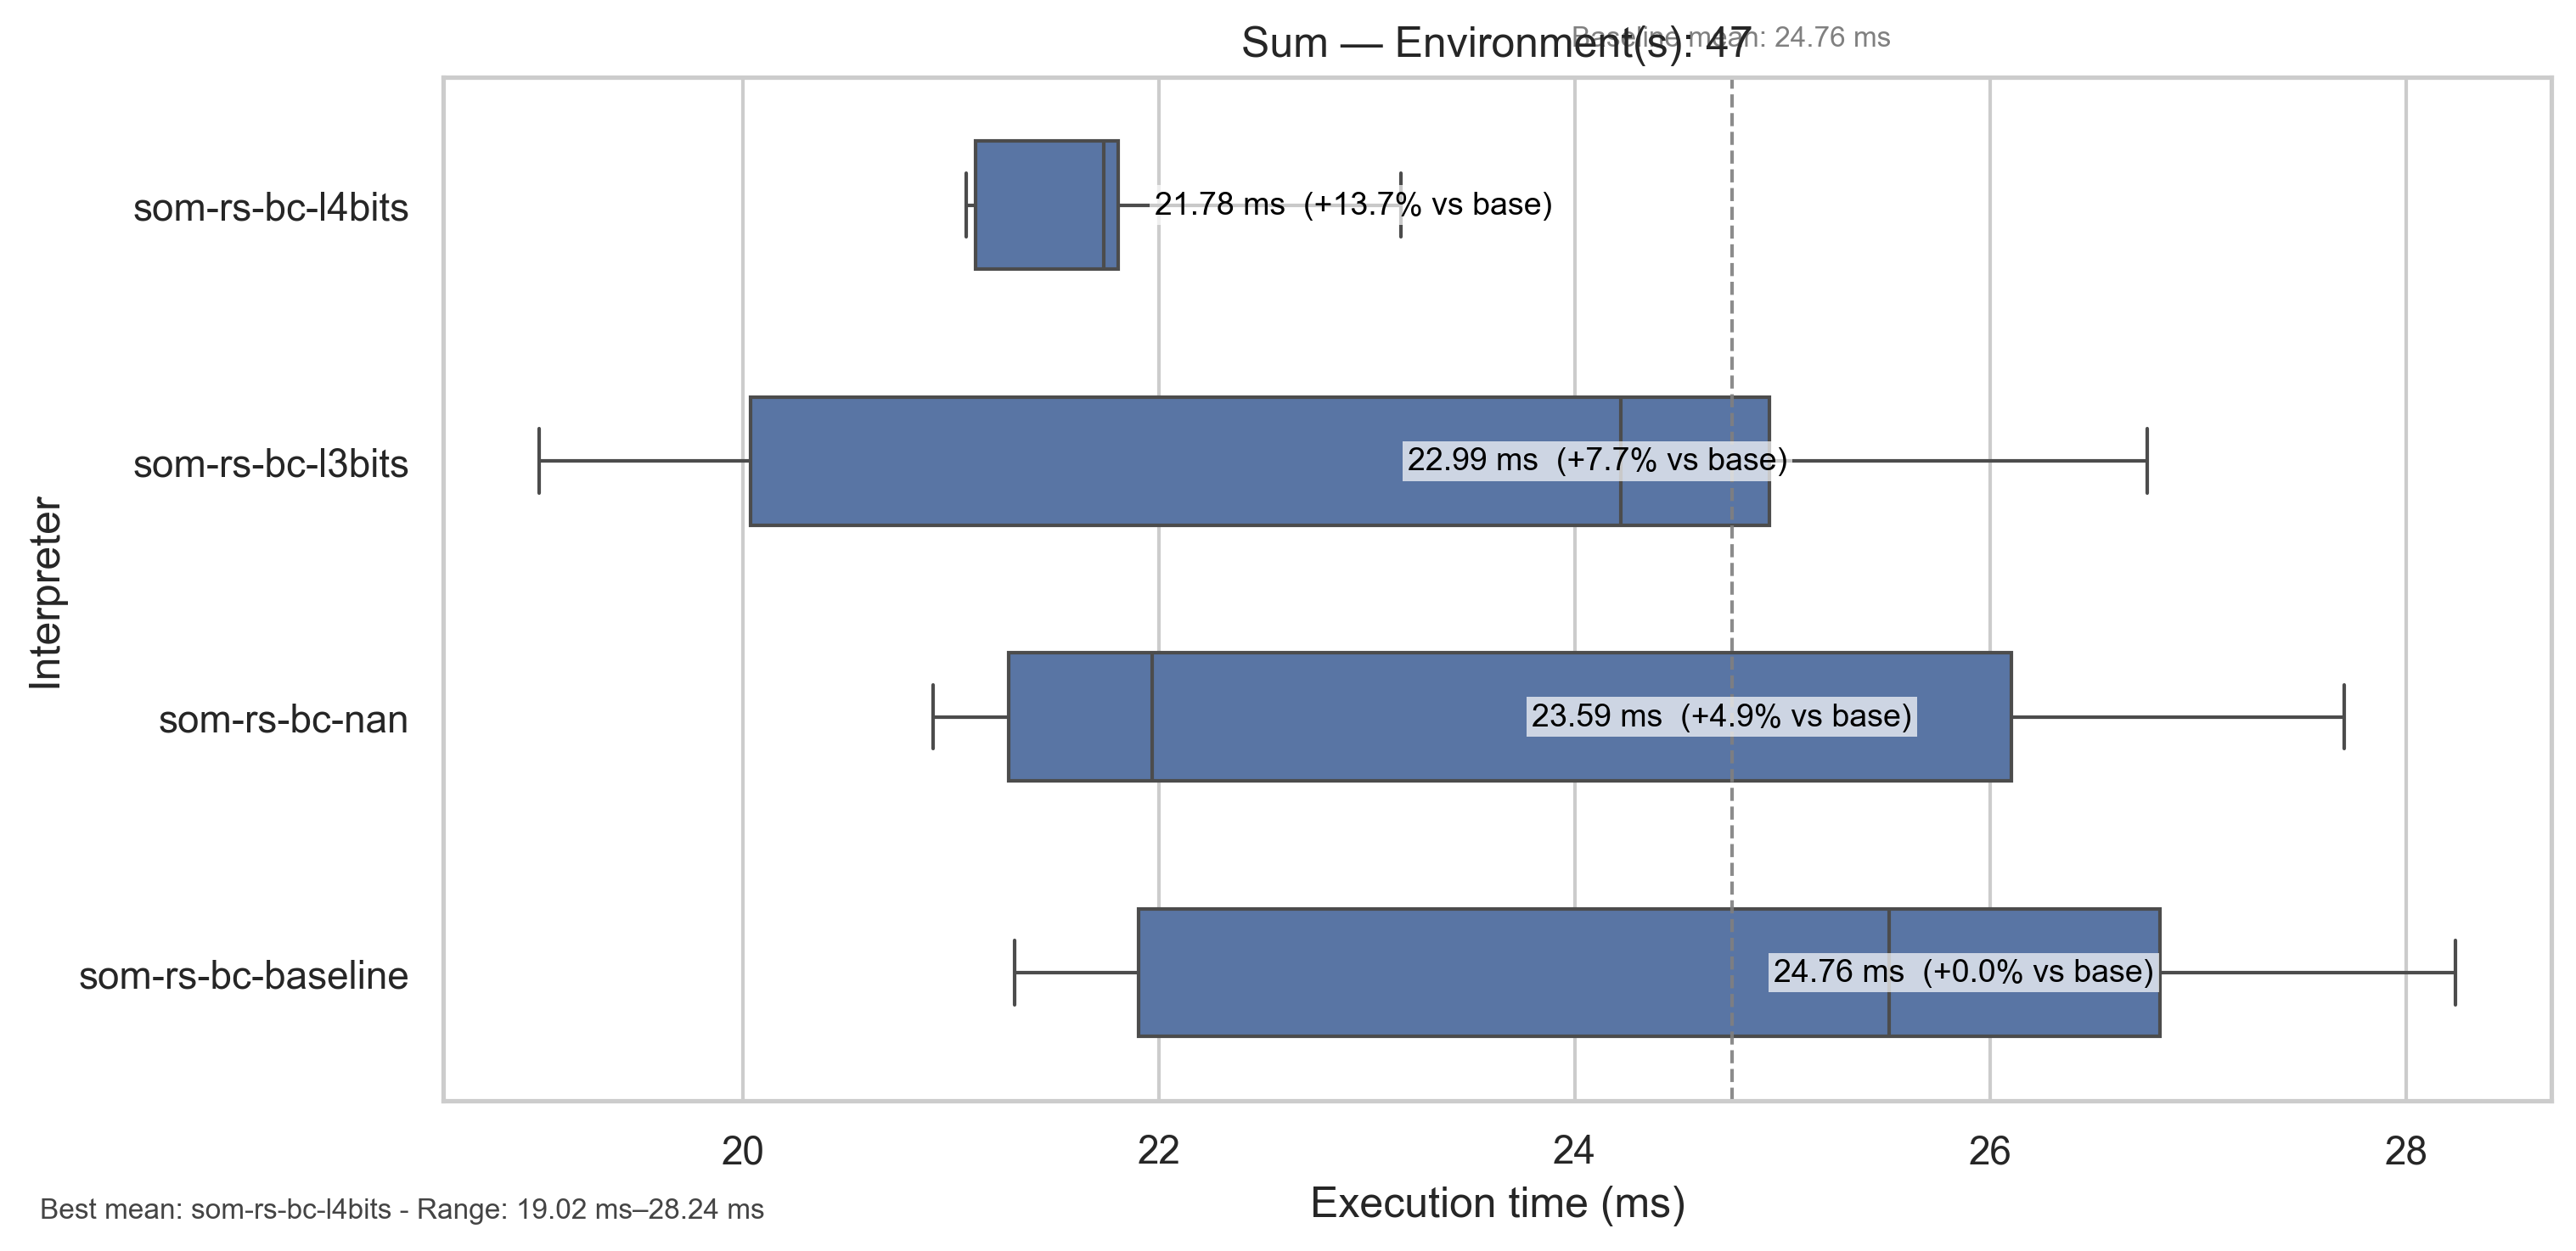 Sum — Environment(s): 47
Baseline mean: 24.76 ms
Interpreter
som-rs-bc-l4bits
21.78 ms (+13.7% vs base)
som-rs-bc-l3bits
22.99 ms (+7.7% vs base)
som-rs-bc-nan
23.59 ms (+4.9% vs base)
som-rs-bc-baseline
24.76 ms (+0.0% vs base)
20 22 24 26 28
Execution time (ms)
Best mean: som-rs-bc-l4bits - Range: 19.02 ms–28.24 ms